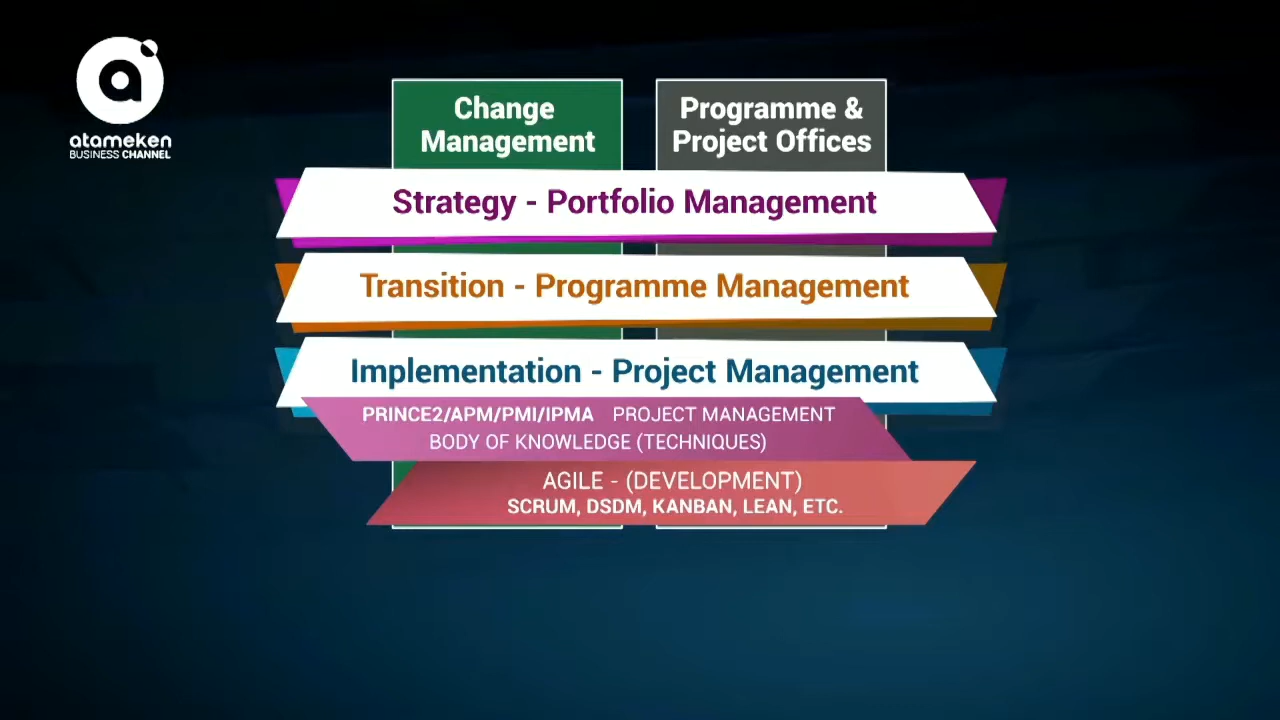 atameken
BUSINESS CHANNEL
Change
Management
Programme &
Project Offices
Strategy - Portfolio Management
Transition - Programme Management
Implementation - Project Management
PRINCE2/APM/PMI/IPMA PROJECT MANAGEMENT
BODY OF KNOWLEDGE (TECHNIQUES)
AGILE - (DEVELOPMENT)
SCRUM, DSDM, KANBAN, LEAN, ETC.